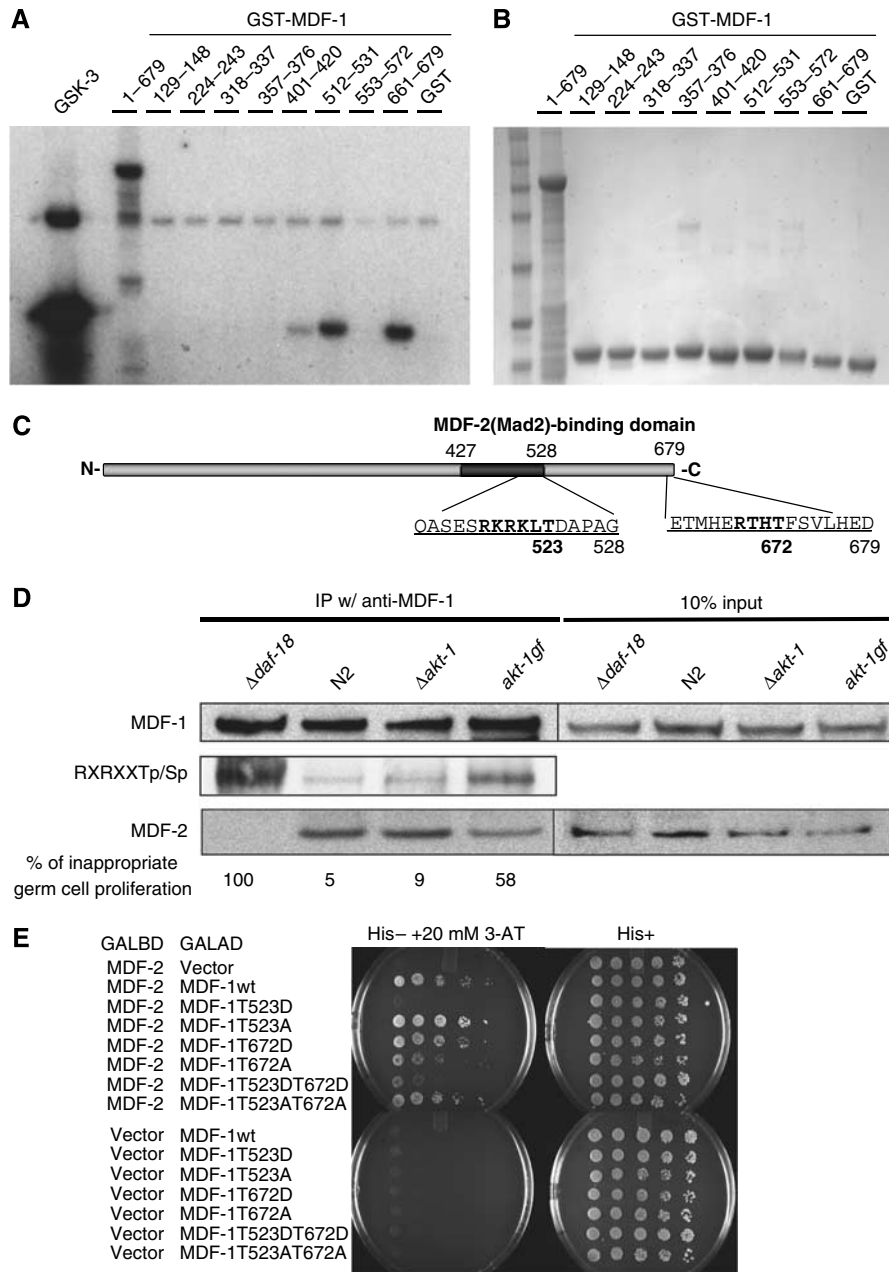 A
GST-MDF-1
GSK-3
1–679
129–148
224–243
318–337
357–376
401–420
512–531
553–572
661–679
GST
B
GST-MDF-1
1–679
129–148
224–243
318–337
357–376
401–420
512–531
553–572
661–679
GST
C
MDF-2(Mad2)-binding domain
427 528 679
N- -C
QASESRKRKLTDAPAG ETMHERTHTFSVLHED
523 528 672 679
D
IP w/ anti-MDF-1 10% input
Δdaf-18 N2 Δakt-1 akt-1gf Δdaf-18 N2 Δakt-1 akt-1gf
MDF-1
RXRXXTp/Sp
MDF-2
% of inappropriate
germ cell proliferation 100 5 9 58
E
His– +20 mM 3-AT His+
GALBD GALAD
MDF-2 Vector
MDF-2 MDF-1wt
MDF-2 MDF-1T523D
MDF-2 MDF-1T523A
MDF-2 MDF-1T672D
MDF-2 MDF-1T672A
MDF-2 MDF-1T523DT672D
MDF-2 MDF-1T523AT672A
Vector MDF-1wt
Vector MDF-1T523D
Vector MDF-1T523A
Vector MDF-1T672D
Vector MDF-1T672A
Vector MDF-1T523DT672D
Vector MDF-1T523AT672A